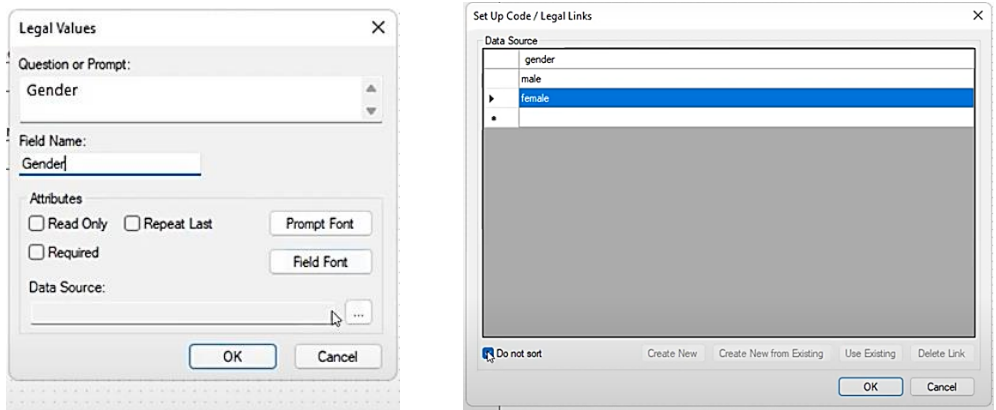 Legal Values
Question or Prompt:
Gender
Field Name:
Gender
Attributes
Read Only Repeat Last Prompt Font
Required Field Font
Data Source:
...
OK Cancel
Set Up Code / Legal Links
Data Source
gender
male
female
Do not sort Create New Create New from Existing Use Existing Delete Link
OK Cancel